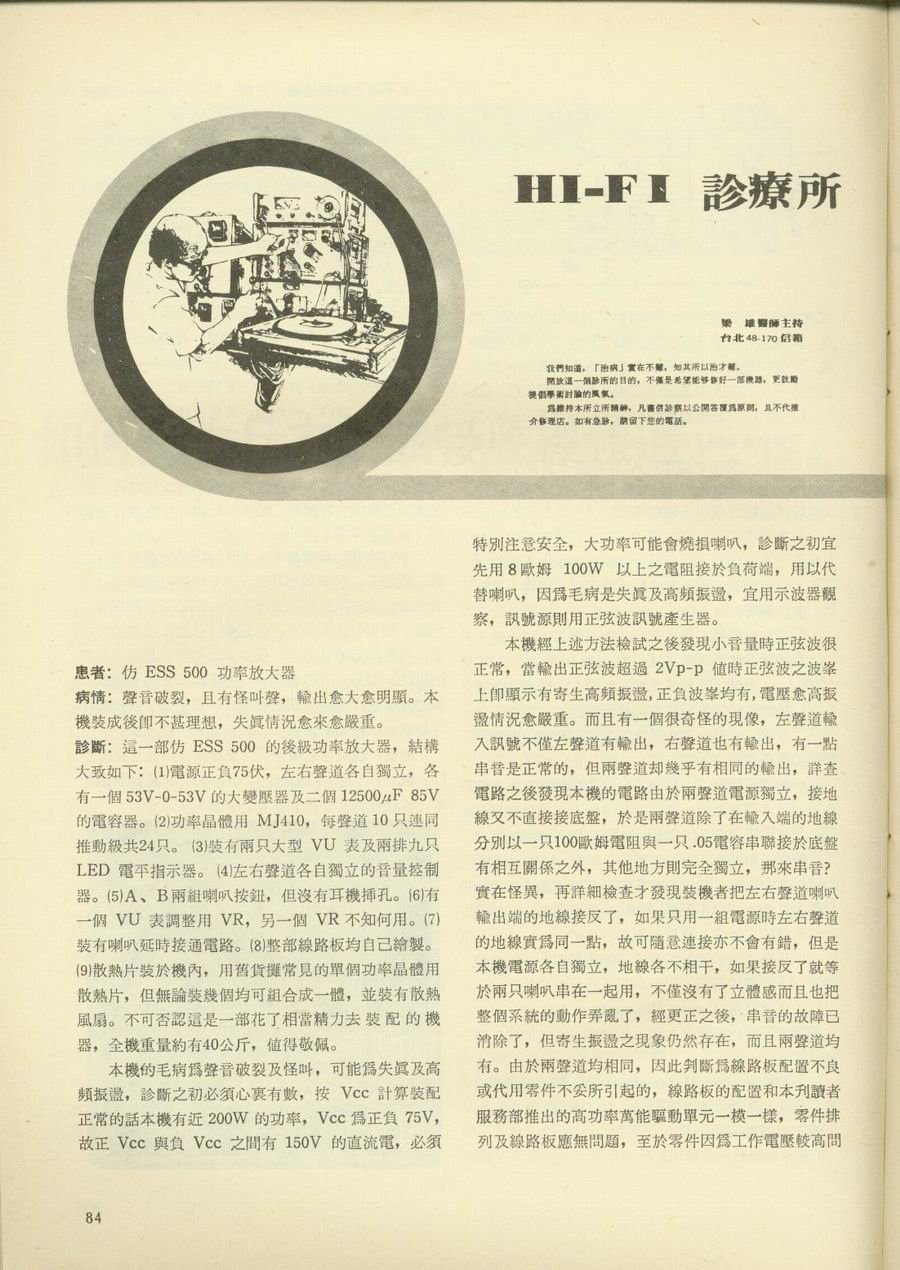 HI-FI 診療所
梁 雄醫師主持
台北48-170信箱
我們知道，「治病」實在不難，知其所以治才難。
開放這一個診所的目的，不僅是希望能够修好一部機器，更鼓勵
提倡學術討論的風氣。
爲維持本所立所精神，凡書信診察以公開答覆爲原則，且不代推
介修理店。如有急診，請留下您的電話。
患者：仿 ESS 500 功率放大器
病情：聲音破裂，且有怪叫聲，輸出愈大愈明顯。本
機裝成後卽不甚理想，失眞情況愈來愈嚴重。
診斷：這一部仿 ESS 500 的後級功率放大器，結構
大致如下：⑴電源正負75伏，左右聲道各自獨立，各
有一個 53V-0-53V 的大變壓器及二個 12500μF 85V
的電容器。⑵功率晶體用 MJ410，每聲道 10 只連同
推動級共24只。 ⑶裝有兩只大型 VU 表及兩排九只
LED 電平指示器。 ⑷左右聲道各自獨立的音量控制
器。⑸A、B兩組喇叭按鈕，但沒有耳機揷孔。⑹有
一個 VU 表調整用 VR，另一個 VR 不知何用。⑺
裝有喇叭延時接通電路。⑻整部線路板均自己繪製。
⑼散熱片裝於機內，用舊貨攤常見的單個功率晶體用
散熱片，但無論裝幾個均可組合成一體，並裝有散熱
風扇。不可否認這是一部花了相當精力去裝配的機
器，全機重量約有40公斤，値得敬佩。
本機的毛病爲聲音破裂及怪叫，可能爲失眞及高
頻振盪，診斷之初必須心裏有數，按 Vcc 計算裝配
正常的話本機有近 200W 的功率，Vcc 爲正負 75V，
故正 Vcc 與負 Vcc 之間有 150V 的直流電，必須
特別注意安全，大功率可能會燒損喇叭，診斷之初宜
先用 8 歐姆 100W 以上之電阻接於負荷端，用以代
替喇叭，因爲毛病是失眞及高頻振盪，宜用示波器觀
察，訊號源則用正弦波訊號產生器。
本機經上述方法檢試之後發現小音量時正弦波很
正常，當輸出正弦波超過 2Vp-p 値時正弦波之波峯
上卽顯示有寄生高頻振盪，正負波峯均有，電壓愈高振
盪情況愈嚴重。而且有一個很奇怪的現像，左聲道輸
入訊號不僅左聲道有輸出，右聲道也有輸出，有一點
串音是正常的，但兩聲道却幾乎有相同的輸出，詳查
電路之後發現本機的電路由於兩聲道電源獨立，接地
線又不直接接底盤，於是兩聲道除了在輸入端的地線
分別以一只100歐姆電阻與一只 .05電容串聯接於底盤
有相互關係之外，其他地方則完全獨立，那來串音？
實在怪異，再詳細檢查才發現裝機者把左右聲道喇叭
輸出端的地線接反了，如果只用一組電源時左右聲道
的地線實爲同一點，故可隨意連接亦不會有錯，但是
本機電源各自獨立，地線各不相干，如果接反了就等
於兩只喇叭串在一起用，不僅沒有了立體感而且也把
整個系統的動作弄亂了，經更正之後，串音的故障已
消除了，但寄生振盪之現象仍然存在，而且兩聲道均
有。由於兩聲道均相同，因此判斷爲線路板配置不良
或代用零件不妥所引起的，線路板的配置和本刋讀者
服務部推出的高功率萬能驅動單元一模一樣，零件排
列及線路板應無問題，至於零件因爲工作電壓較高問
84